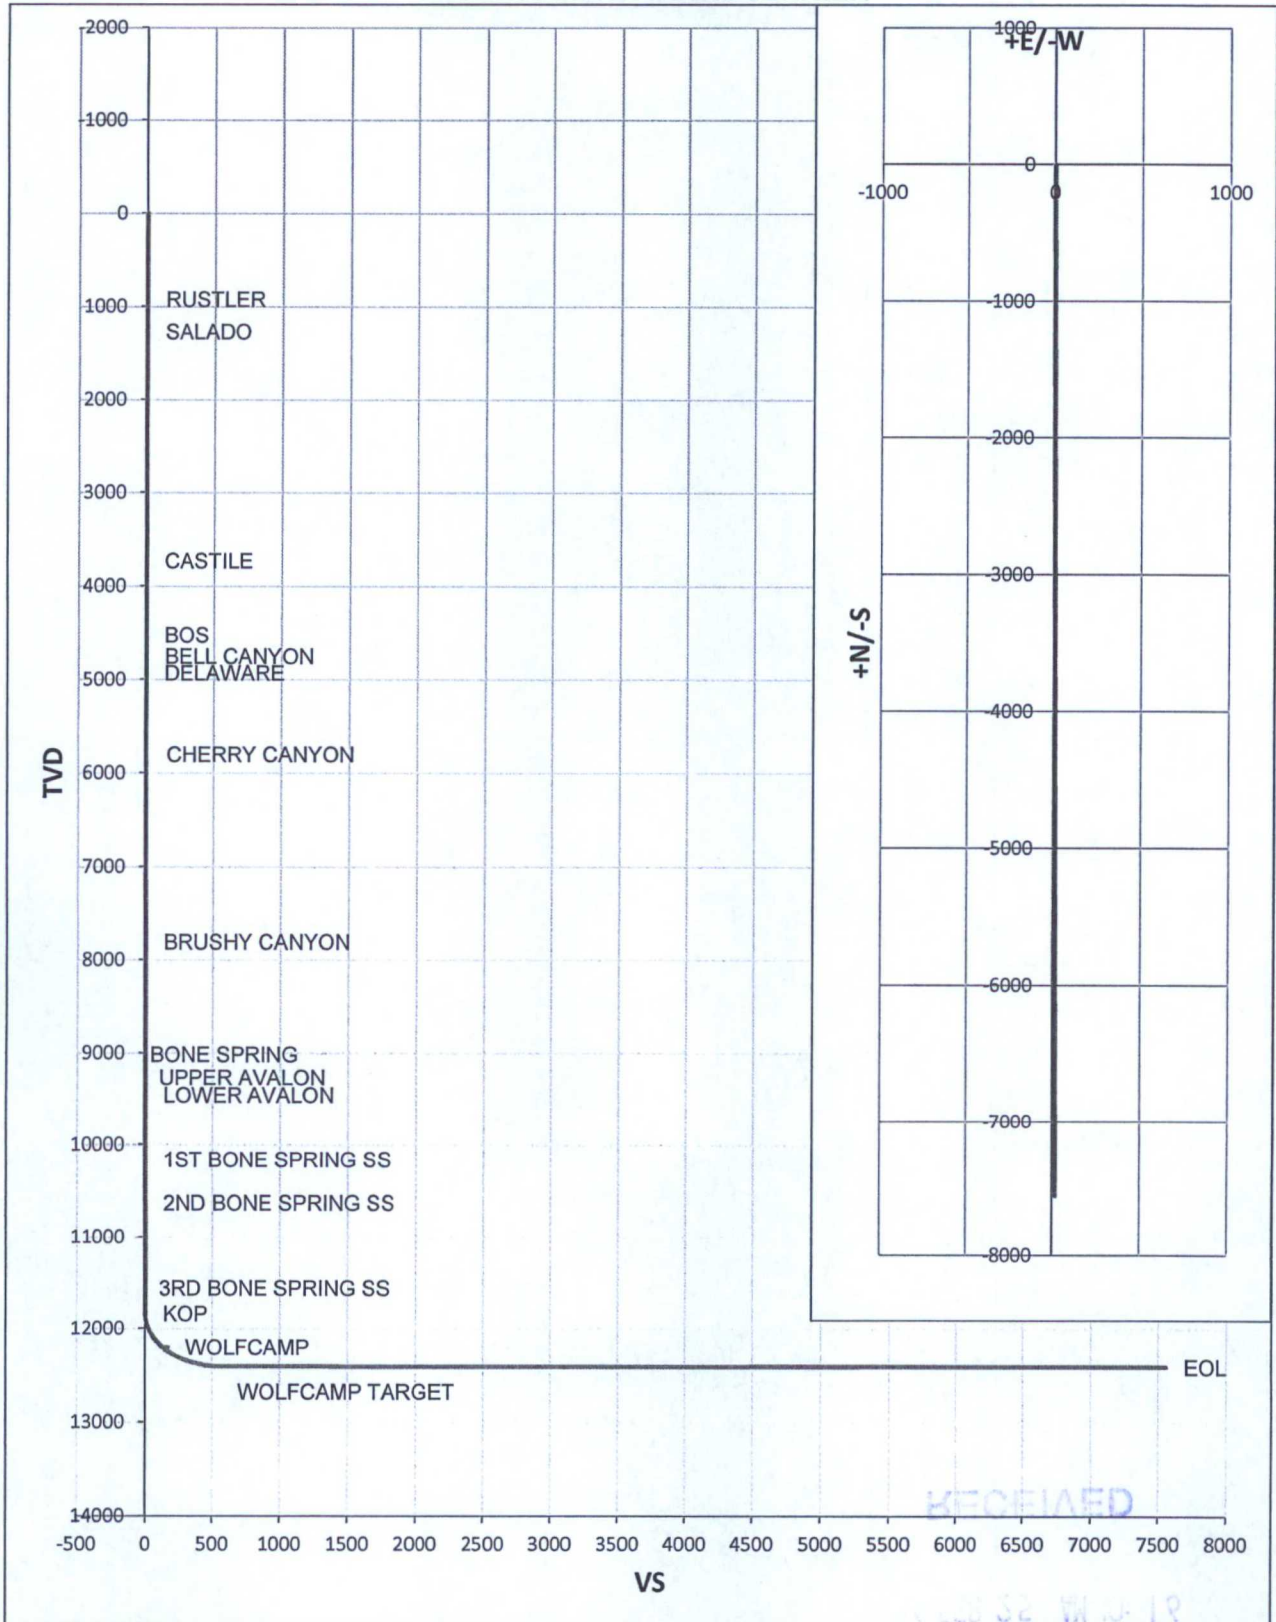 -2000
-1000
0
RUSTLER
1000
SALADO
2000
3000
CASTILE
4000
BOS
BELL CANYON
DELAWARE
5000
CHERRY CANYON
TVD
6000
7000
BRUSHY CANYON
8000
9000
BONE SPRING
UPPER AVALON
LOWER AVALON
10000
1ST BONE SPRING SS
2ND BONE SPRING SS
11000
3RD BONE SPRING SS
KOP
12000
WOLFCAMP
EOL
WOLFCAMP TARGET
13000
14000
-500 0 500 1000 1500 2000 2500 3000 3500 4000 4500 5000 5500 6000 6500 7000 7500 8000
VS
1000
+E/-W
0
-1000 0 1000
-1000
-2000
-3000
+N/-S
-4000
-5000
-6000
-7000
-8000
RECEIVED